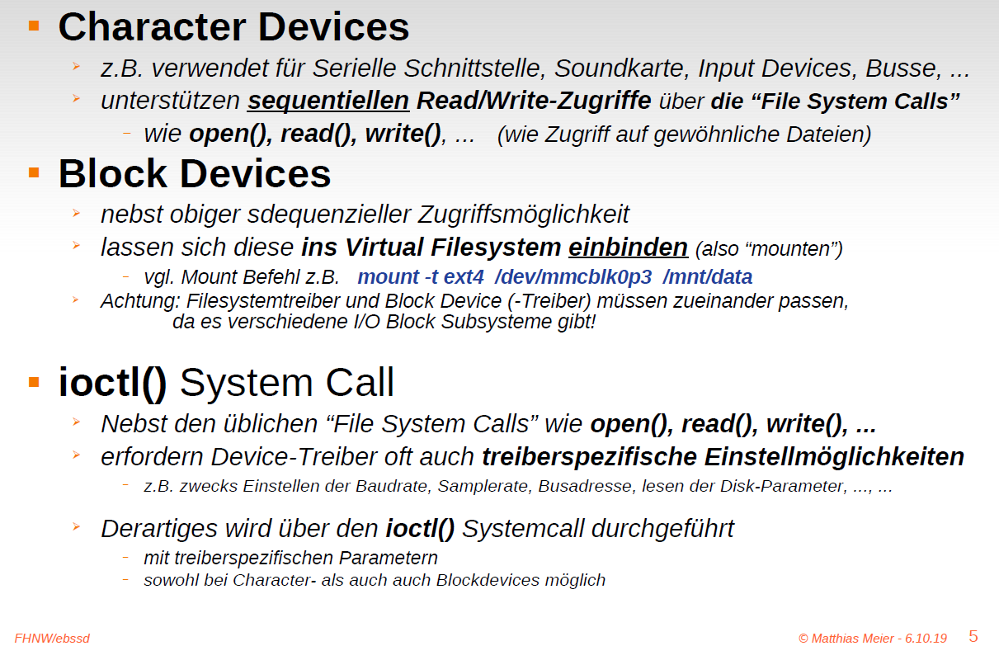 Character Devices
z.B. verwendet für Serielle Schnittstelle, Soundkarte, Input Devices, Busse, ...
unterstützen sequentiellen Read/Write-Zugriffe über die “File System Calls”
– wie open(), read(), write(), ... (wie Zugriff auf gewöhnliche Dateien)
Block Devices
nebst obiger sdequenzieller Zugriffsmöglichkeit
lassen sich diese ins Virtual Filesystem einbinden (also “mounten”)
– vgl. Mount Befehl z.B. mount -t ext4 /dev/mmcblk0p3 /mnt/data
Achtung: Filesystemtreiber und Block Device (-Treiber) müssen zueinander passen,
da es verschiedene I/O Block Subsysteme gibt!
ioctl() System Call
Nebst den üblichen “File System Calls” wie open(), read(), write(), ...
erfordern Device-Treiber oft auch treiberspezifische Einstellmöglichkeiten
– z.B. zwecks Einstellen der Baudrate, Samplerate, Busadresse, lesen der Disk-Parameter, ..., ...
Derartiges wird über den ioctl() Systemcall durchgeführt
– mit treiberspezifischen Parametern
– sowohl bei Character- als auch auch Blockdevices möglich
FHNW/ebssd
© Matthias Meier - 6.10.19 5